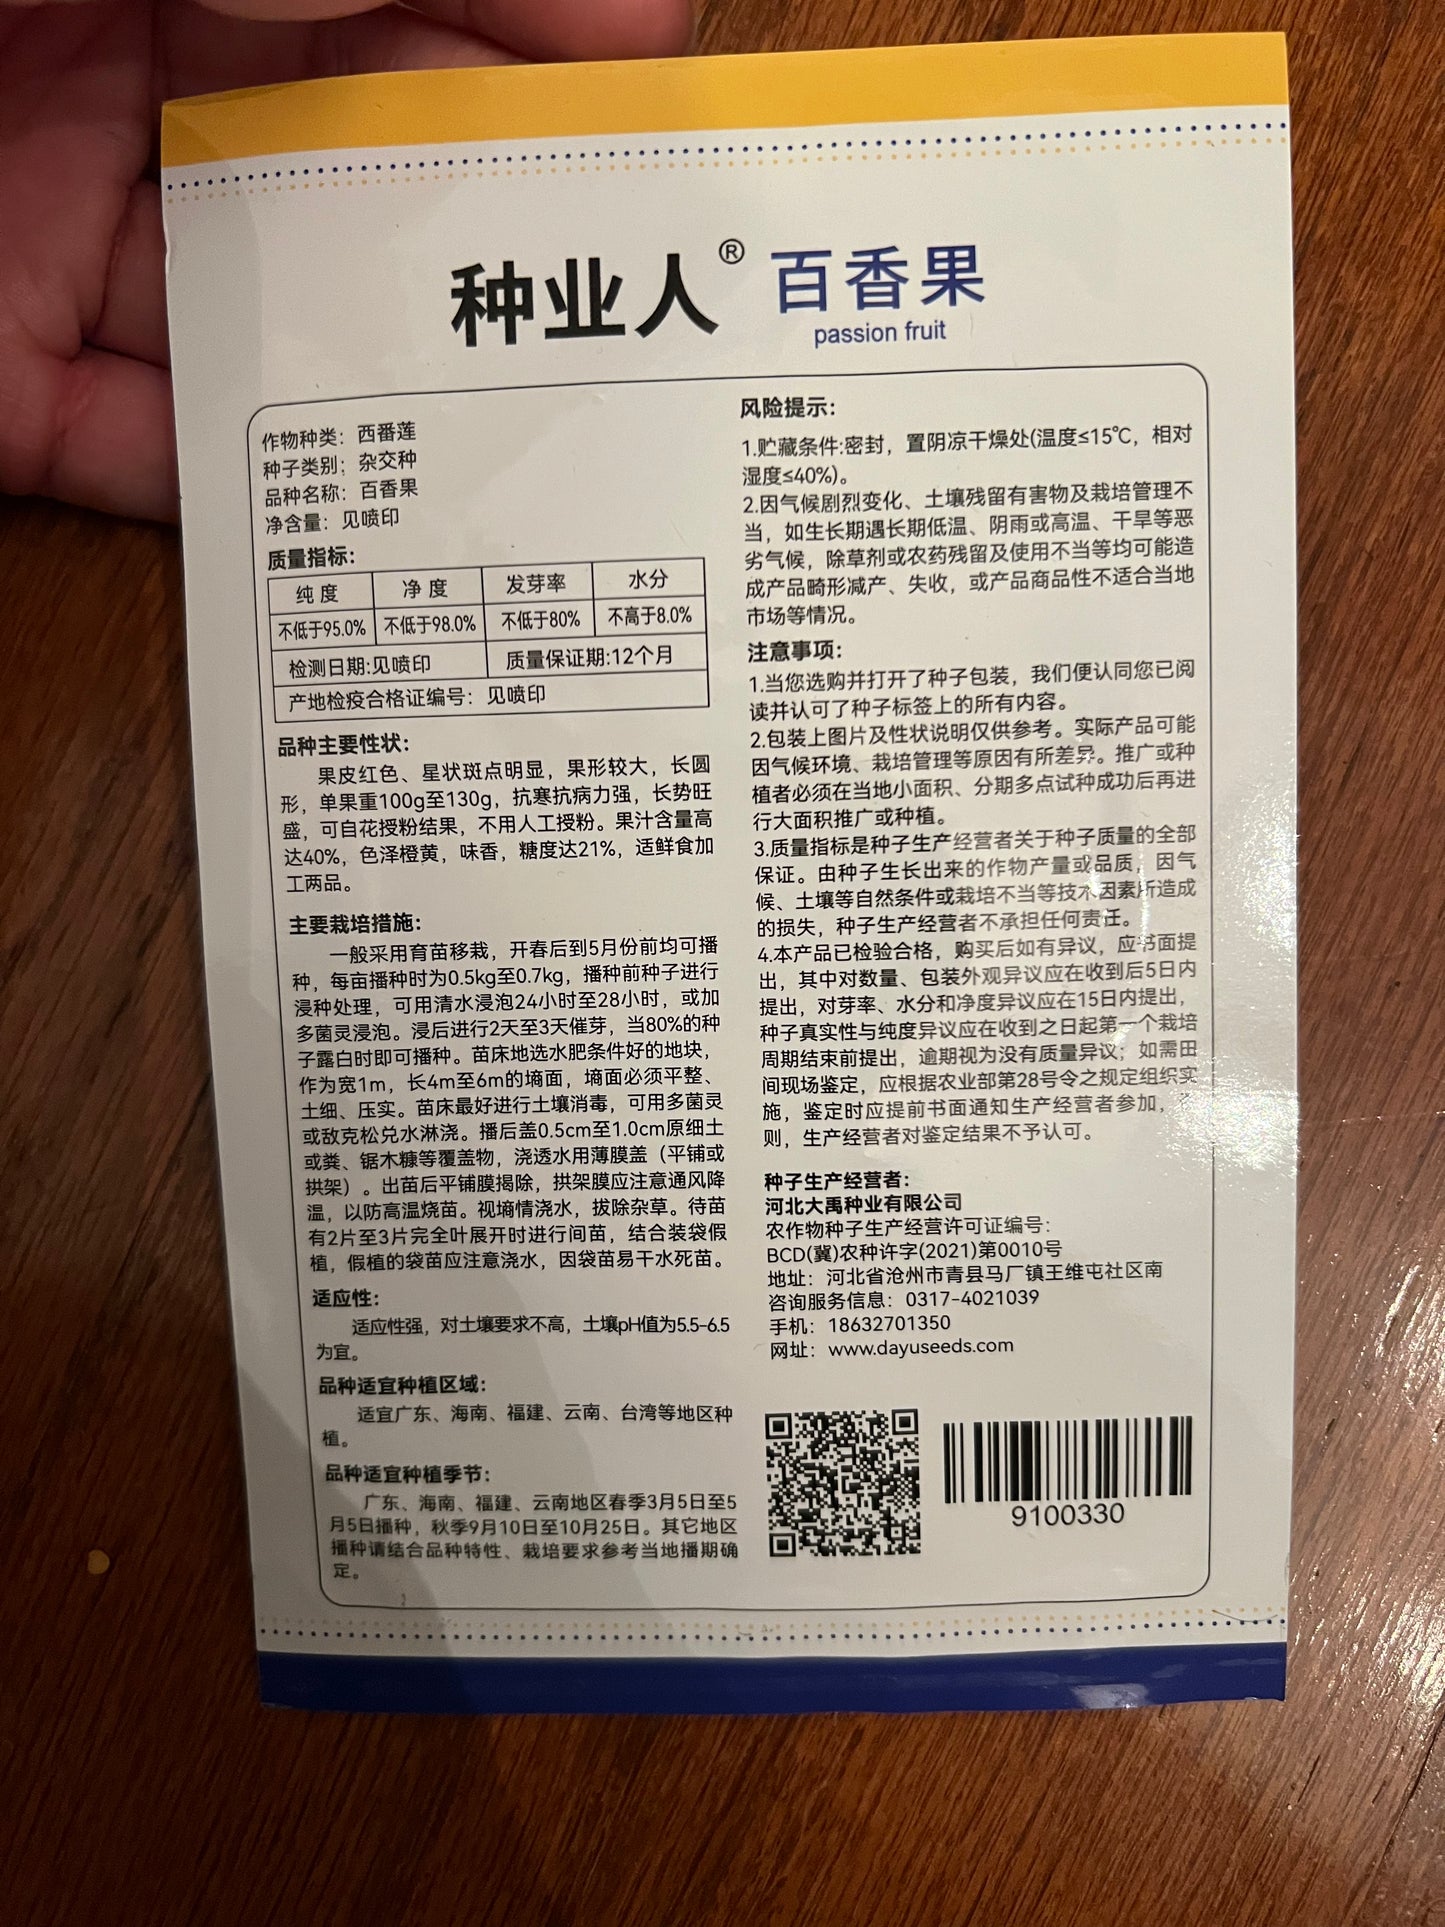 种业人® 百香果
passion fruit
作物种类：西番莲
种子类别：杂交种
品种名称：百香果
净含量：见喷印
质量指标：
纯 度 净 度 发芽率 水分
不低于95.0% 不低于98.0% 不低于80% 不高于8.0%
检测日期:见喷印 质量保证期:12个月
产地检疫合格证编号：见喷印
品种主要性状：
果皮红色、星状斑点明显，果形较大，长圆
形，单果重100g至130g，抗寒抗病力强，长势旺
盛，可自花授粉结果，不用人工授粉。果汁含量高
达40%，色泽橙黄，味香，糖度达21%，适鲜食加
工两品。
主要栽培措施：
一般采用育苗移栽，开春后到5月份前均可播
种，每亩播种时为0.5kg至0.7kg，播种前种子进行
浸种处理，可用清水浸泡24小时至28小时，或加
多菌灵浸泡。浸后进行2天至3天催芽，当80%的种
子露白时即可播种。苗床地选水肥条件好的地块，
作为宽1m，长4m至6m的墒面，墒面必须平整、
土细、压实。苗床最好进行土壤消毒，可用多菌灵
或敌克松兑水淋浇。播后盖0.5cm至1.0cm原细土
或粪、锯木糠等覆盖物，浇透水用薄膜盖（平铺或
拱架）。出苗后平铺膜揭除，拱架膜应注意通风降
温，以防高温烧苗。视墒情浇水，拔除杂草。待苗
有2片至3片完全叶展开时进行间苗，结合装袋假
植，假植的袋苗应注意浇水，因袋苗易干水死苗。
适应性：
适应性强，对土壤要求不高，土壤pH值为5.5-6.5
为宜。
品种适宜种植区域：
适宜广东、海南、福建、云南、台湾等地区种
植。
品种适宜种植季节：
广东、海南、福建、云南地区春季3月5日至5
月5日播种，秋季9月10日至10月25日。其它地区
播种请结合品种特性、栽培要求参考当地播期确
定。
风险提示：
1.贮藏条件:密封，置阴凉干燥处(温度≤15℃，相对
湿度≤40%)。
2.因气候剧烈变化、土壤残留有害物及栽培管理不
当，如生长期遇长期低温、阴雨或高温、干旱等恶
劣气候，除草剂或农药残留及使用不当等均可能造
成产品畸形减产、失收，或产品商品性不适合当地
市场等情况。
注意事项：
1.当您选购并打开了种子包装，我们便认同您已阅
读并认可了种子标签上的所有内容。
2.包装上图片及性状说明仅供参考。实际产品可能
因气候环境、栽培管理等原因有所差异。推广或种
植者必须在当地小面积、分期多点试种成功后再进
行大面积推广或种植。
3.质量指标是种子生产经营者关于种子质量的全部
保证。由种子生长出来的作物产量或品质，因气
候、土壤等自然条件或栽培不当等技术因素所造成
的损失，种子生产经营者不承担任何责任。
4.本产品已检验合格，购买后如有异议，应书面提
出，其中对数量、包装外观异议应在收到后5日内
提出，对芽率、水分和净度异议应在15日内提出，
种子真实性与纯度异议应在收到之日起第一个栽培
周期结束前提出，逾期视为没有质量异议；如需田
间现场鉴定，应根据农业部第28号令之规定组织实
施，鉴定时应提前书面通知生产经营者参加，
则，生产经营者对鉴定结果不予认可。
种子生产经营者：
河北大禹种业有限公司
农作物种子生产经营许可证编号：
BCD(冀)农种许字(2021)第0010号
地址：河北省沧州市青县马厂镇王维屯社区南
咨询服务信息：0317-4021039
手机：18632701350
网址：www.dayuseeds.com
9100330